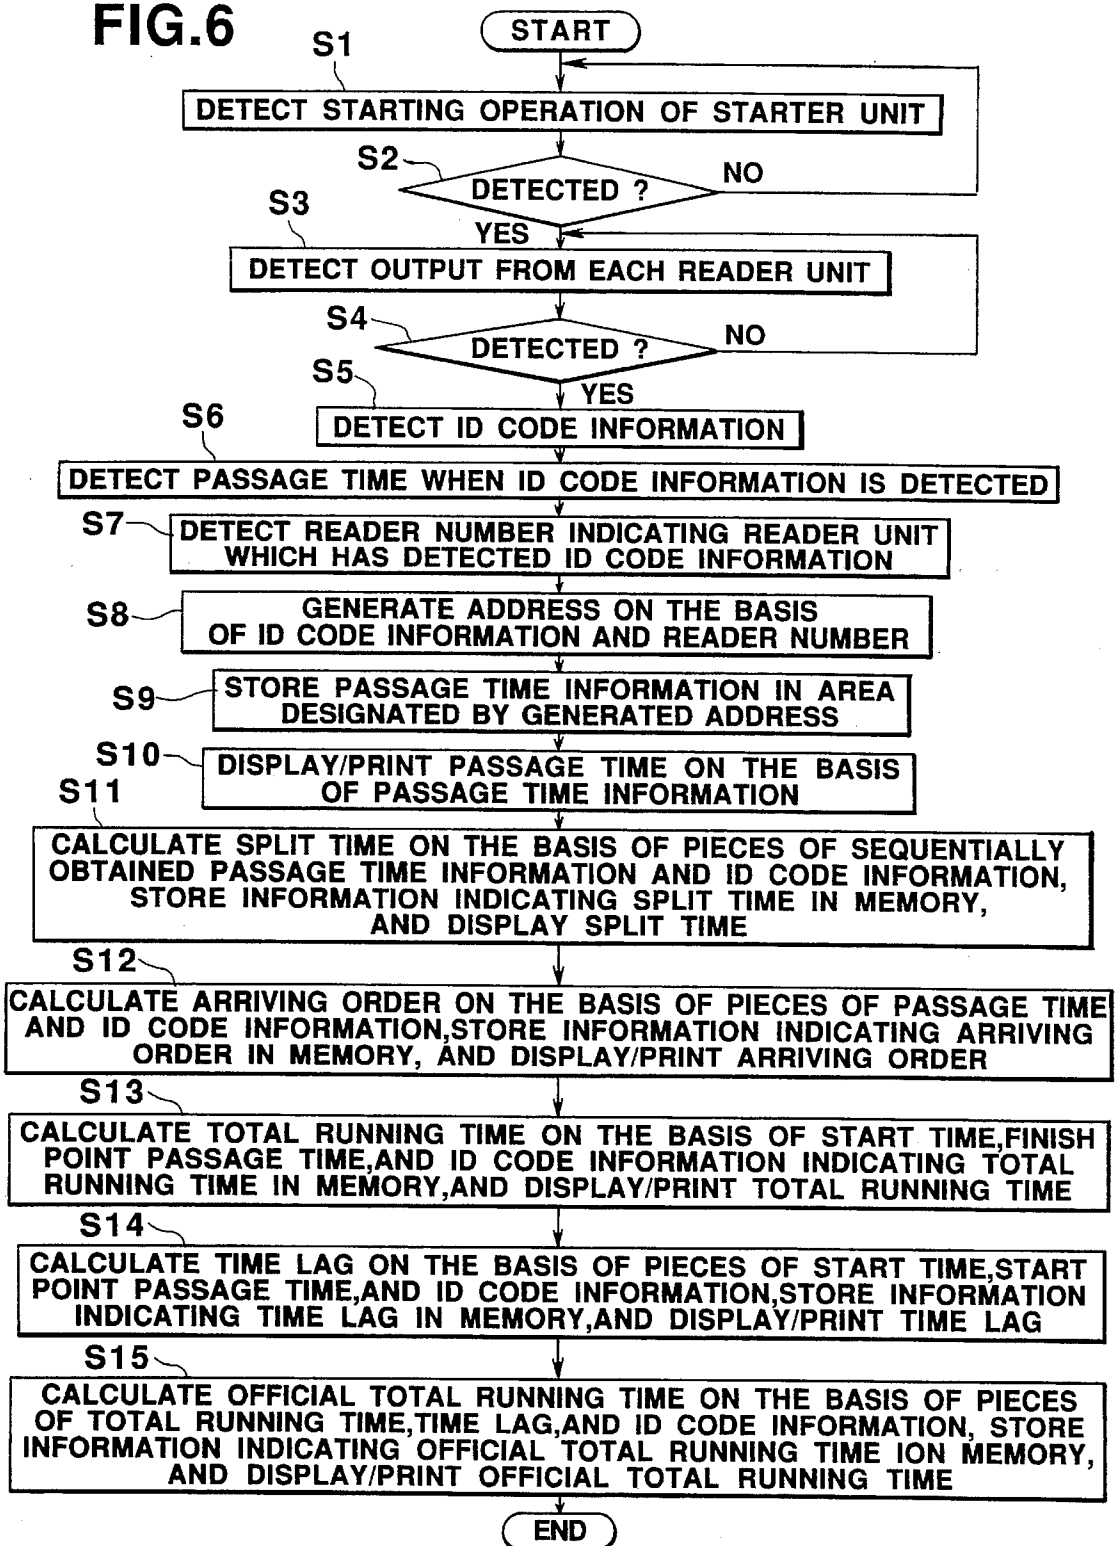 FIG.6
START
S1
DETECT STARTING OPERATION OF STARTER UNIT
S2
DETECTED ?
NO
YES
S3
DETECT OUTPUT FROM EACH READER UNIT
S4
DETECTED ?
NO
YES
S5
DETECT ID CODE INFORMATION
S6
DETECT PASSAGE TIME WHEN ID CODE INFORMATION IS DETECTED
S7
DETECT READER NUMBER INDICATING READER UNIT
WHICH HAS DETECTED ID CODE INFORMATION
S8
GENERATE ADDRESS ON THE BASIS
OF ID CODE INFORMATION AND READER NUMBER
S9
STORE PASSAGE TIME INFORMATION IN AREA
DESIGNATED BY GENERATED ADDRESS
S10
DISPLAY/PRINT PASSAGE TIME ON THE BASIS
OF PASSAGE TIME INFORMATION
S11
CALCULATE SPLIT TIME ON THE BASIS OF PIECES OF SEQUENTIALLY
OBTAINED PASSAGE TIME INFORMATION AND ID CODE INFORMATION,
STORE INFORMATION INDICATING SPLIT TIME IN MEMORY,
AND DISPLAY SPLIT TIME
S12
CALCULATE ARRIVING ORDER ON THE BASIS OF PIECES OF PASSAGE TIME
AND ID CODE INFORMATION,STORE INFORMATION INDICATING ARRIVING
ORDER IN MEMORY, AND DISPLAY/PRINT ARRIVING ORDER
S13
CALCULATE TOTAL RUNNING TIME ON THE BASIS OF START TIME,FINISH
POINT PASSAGE TIME,AND ID CODE INFORMATION INDICATING TOTAL
RUNNING TIME IN MEMORY,AND DISPLAY/PRINT TOTAL RUNNING TIME
S14
CALCULATE TIME LAG ON THE BASIS OF PIECES OF START TIME,START
POINT PASSAGE TIME,AND ID CODE INFORMATION,STORE INFORMATION
INDICATING TIME LAG IN MEMORY,AND DISPLAY/PRINT TIME LAG
S15
CALCULATE OFFICIAL TOTAL RUNNING TIME ON THE BASIS OF PIECES
OF TOTAL RUNNING TIME,TIME LAG,AND ID CODE INFORMATION, STORE
INFORMATION INDICATING OFFICIAL TOTAL RUNNING TIME ION MEMORY,
AND DISPLAY/PRINT OFFICIAL TOTAL RUNNING TIME
END